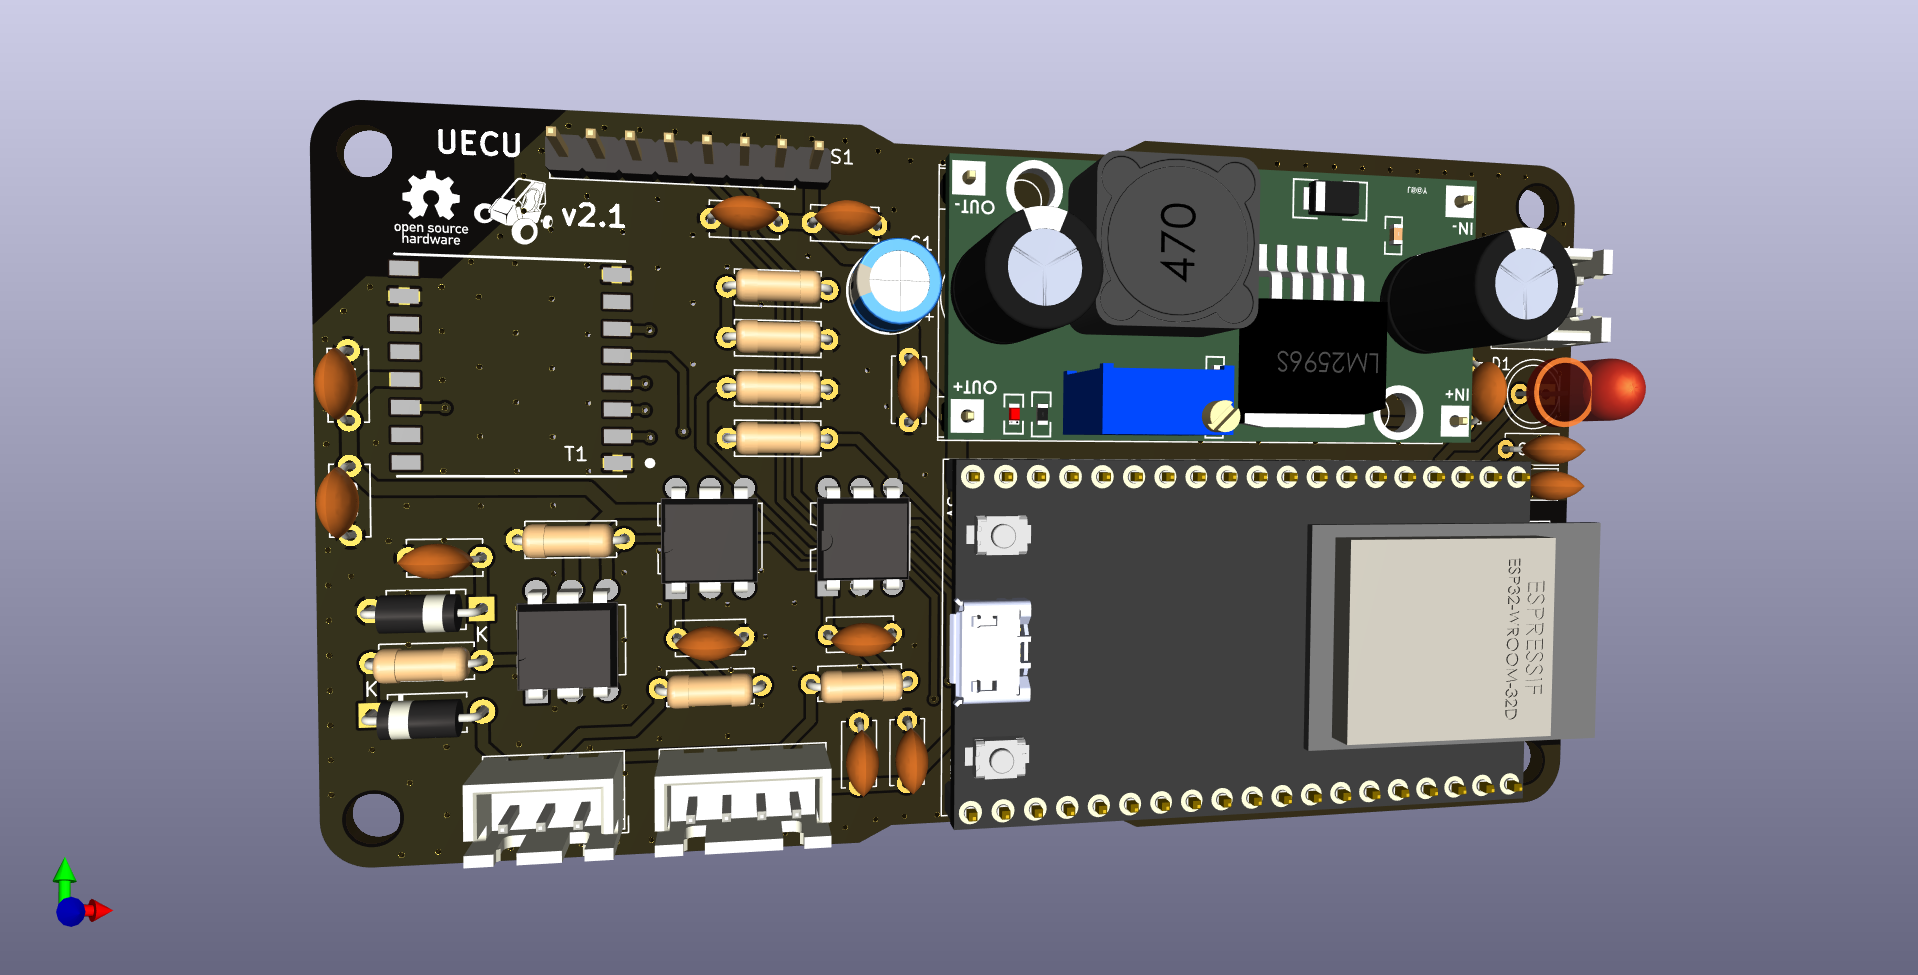 UECU
S1
open source
hardware
v2.1
C1
+
OUT-
470
IN-
LM2596S
OUT+
IN+
D1
T1
K
K
ESPRESSIF
ESP32-WROOM-32D